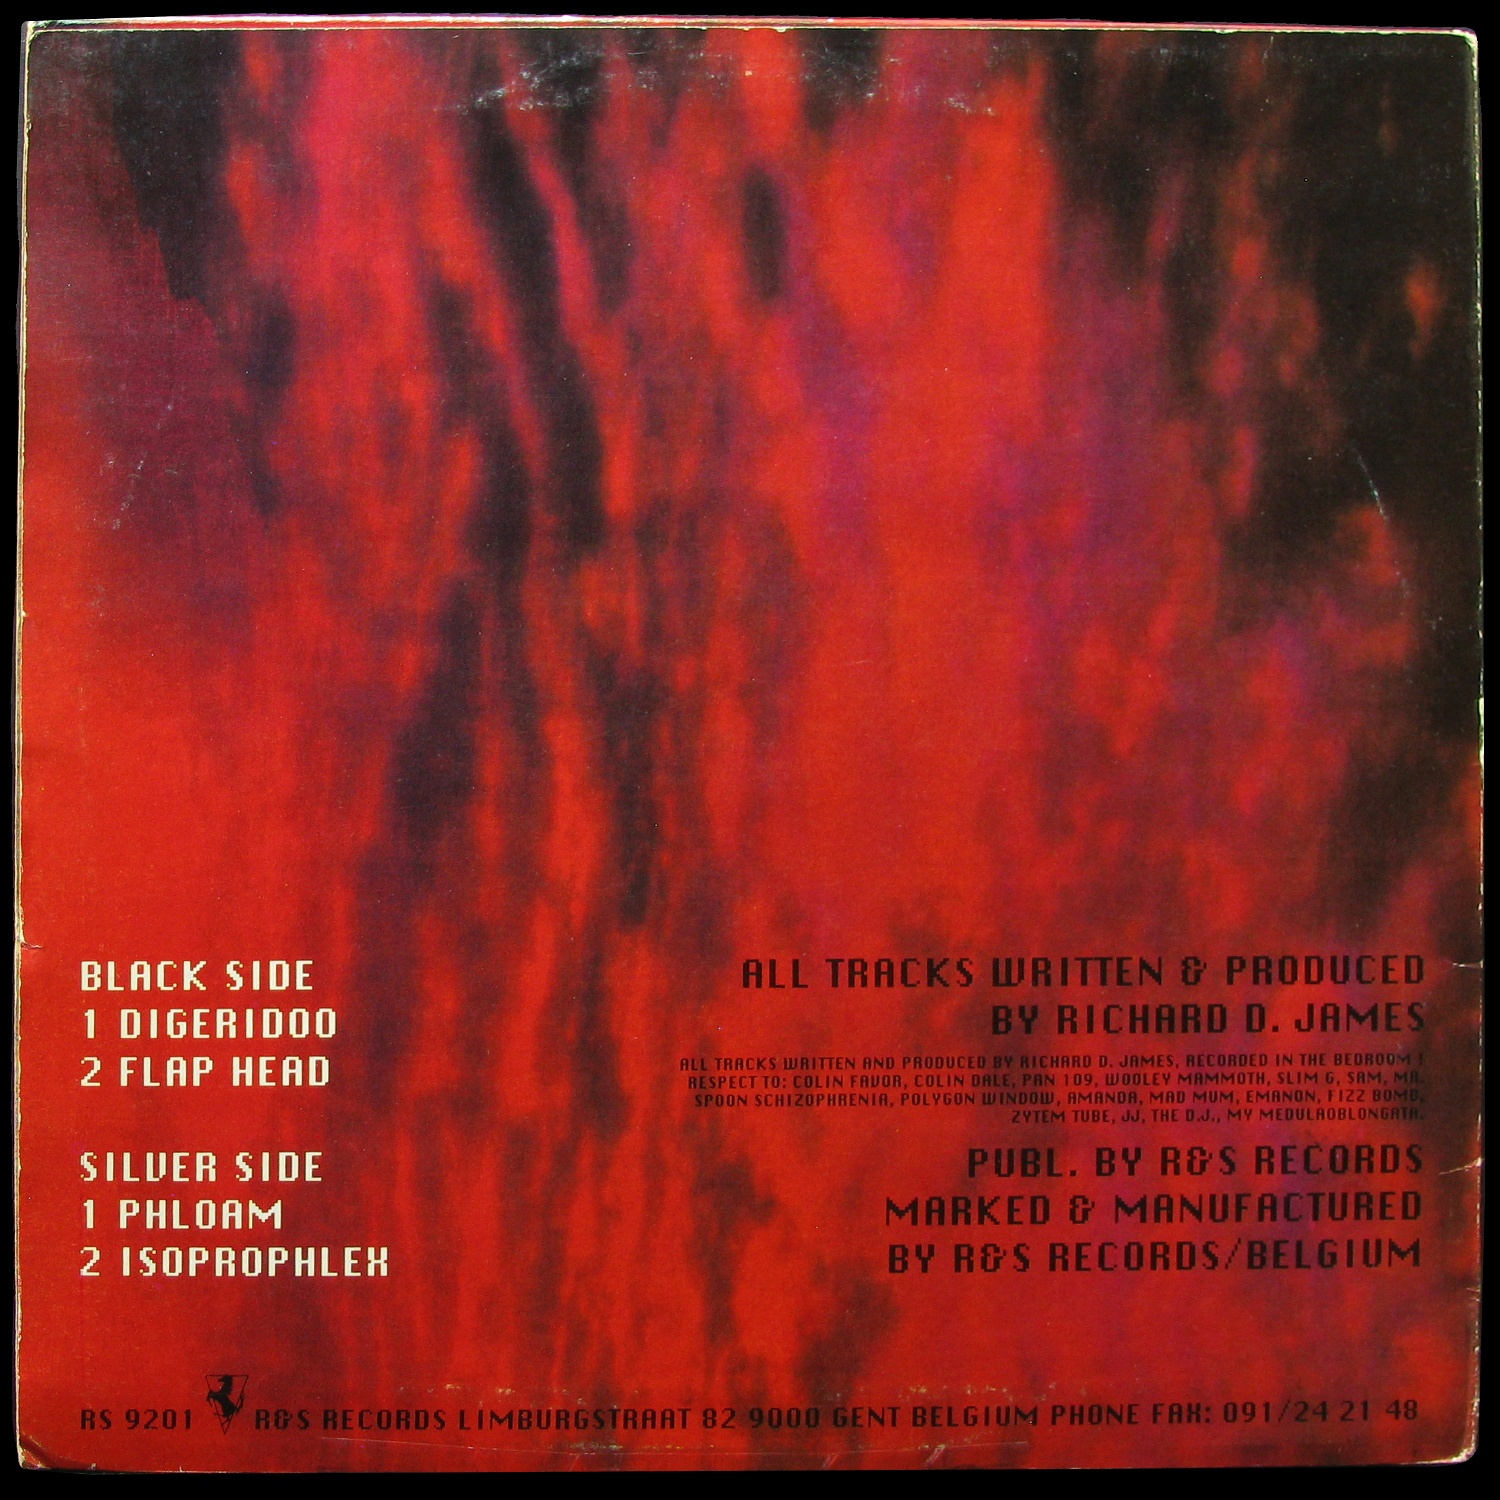 BLACK SIDE
1 DIGERIDOO
2 FLAP HEAD
SILVER SIDE
1 PHLOAM
2 ISOPROPHLEX
ALL TRACKS WRITTEN & PRODUCED
BY RICHARD D. JAMES
ALL TRACKS WRITTEN AND PRODUCED BY RICHARD D. JAMES, RECORDED IN THE BEDROOM !
RESPECT TO: COLIN FAVOR, COLIN DALE, PAN 109, WOOLEY MAMMOTH, SLIM G, SAM, MR.
SPOON SCHIZOPHRENIA, POLYGON WINDOW, AMANDA, MAD MUM, EMANON, FIZZ BOMB,
ZYTEM TUBE, JJ, THE D.J., MY MEDULAOBLONGATA.
PUBL. BY R&S RECORDS
MARKED & MANUFACTURED
BY R&S RECORDS/BELGIUM
RS 9201 R&S RECORDS LIMBURGSTRAAT 82 9000 GENT BELGIUM PHONE FAX: 091/24 21 48